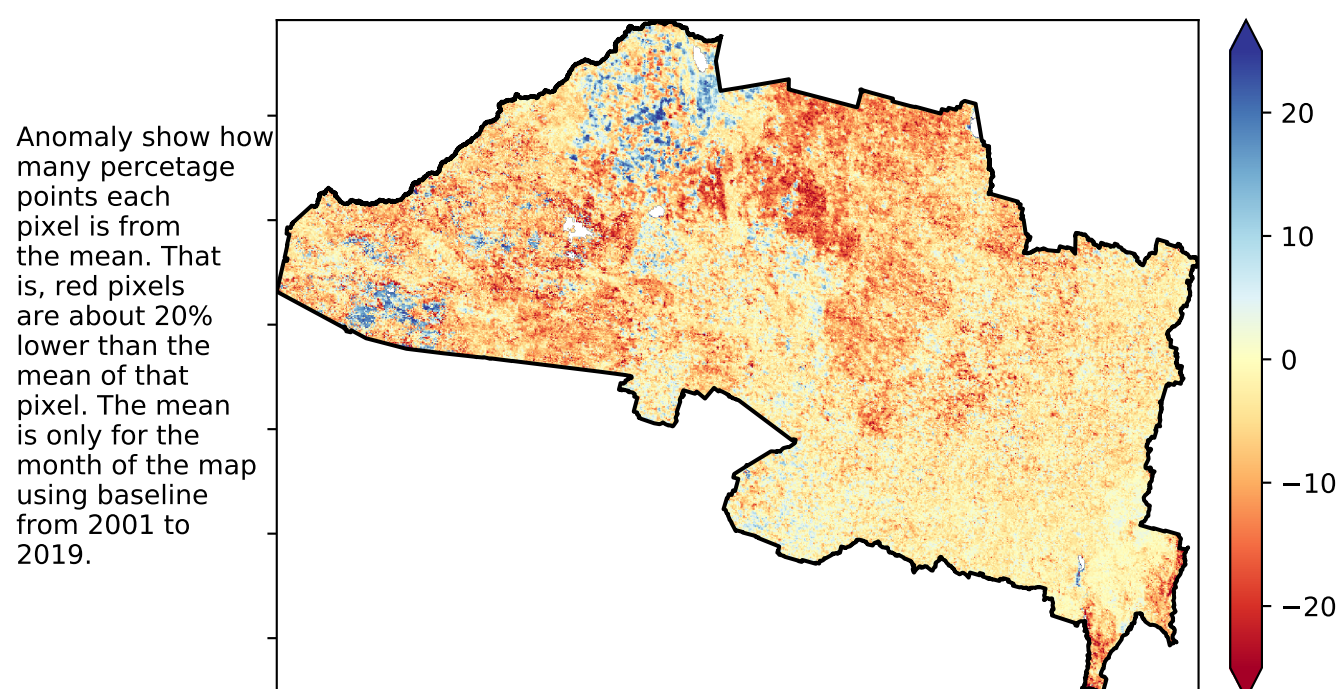 Anomaly show how
many percetage
points each
pixel is from
the mean. That
is, red pixels
are about 20%
lower than the
mean of that
pixel. The mean
is only for the
month of the map
using baseline
from 2001 to
2019.
20
10
0
−10
−20